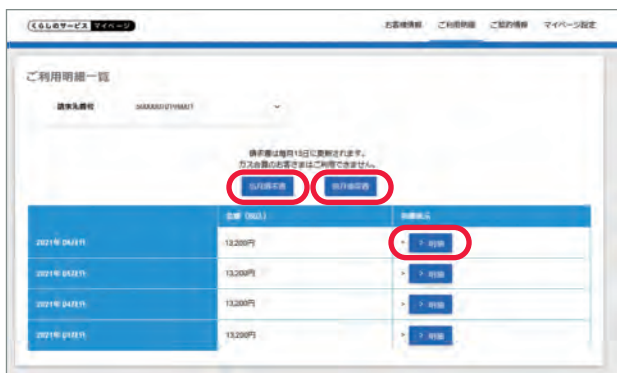 くらしのサービス マイページ
お客様情報 ご利用明細 ご契約情報 マイページ設定
ご利用明細一覧
請求先番号
請求書は毎月15日に更新されます。
ガス合算のお客さまはご利用できません。
当月請求書 前月領収書
金額（税込）
2021年 06月分 13,200円 > 明細
2021年 05月分 13,200円 > 明細
2021年 04月分 13,200円 > 明細
2021年 03月分 13,200円 > 明細